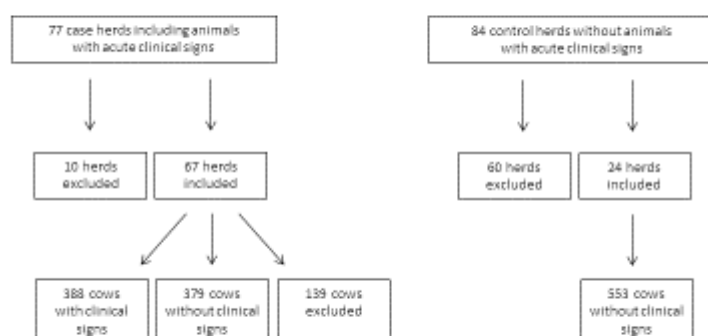 77 case herds including animals
with acute clinical signs
84 control herds without animals
with acute clinical signs
10 herds
excluded
67 herds
included
60 herds
excluded
24 herds
included
388 cows
with clinical
signs
379 cows
without clinical
signs
139 cows
excluded
553 cows
without clinical
signs